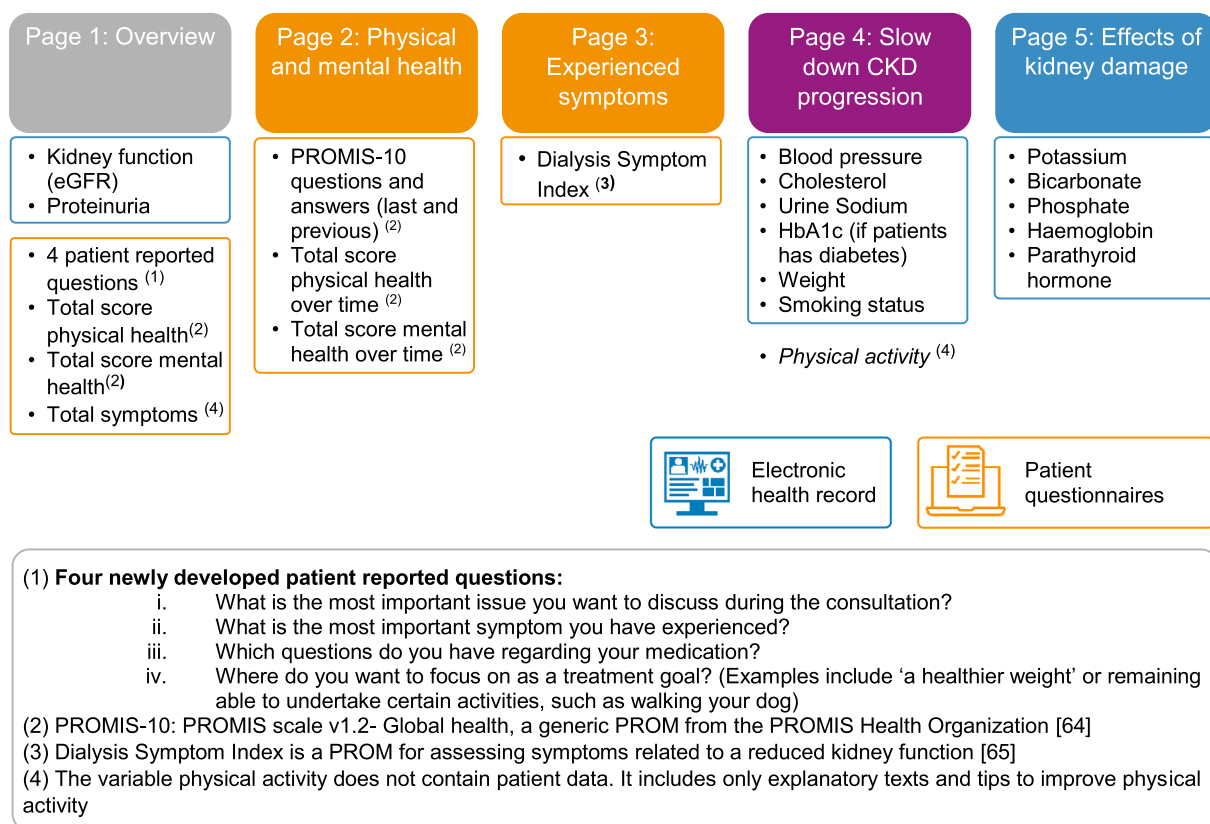 Page 1: Overview
Page 2: Physical
and mental health
Page 3:
Experienced
symptoms
Page 4: Slow
down CKD
progression
Page 5: Effects of
kidney damage
• Kidney function
(eGFR)
• Proteinuria
• 4 patient reported
questions (1)
• Total score
physical health(2)
• Total score mental
health(2)
• Total symptoms (4)
• PROMIS-10
questions and
answers (last and
previous) (2)
• Total score
physical health
over time (2)
• Total score mental
health over time (2)
• Dialysis Symptom
Index (3)
• Blood pressure
• Cholesterol
• Urine Sodium
• HbA1c (if patients
has diabetes)
• Weight
• Smoking status
• Physical activity (4)
• Potassium
• Bicarbonate
• Phosphate
• Haemoglobin
• Parathyroid
hormone
Electronic
health record
Patient
questionnaires
(1) Four newly developed patient reported questions:
i. What is the most important issue you want to discuss during the consultation?
ii. What is the most important symptom you have experienced?
iii. Which questions do you have regarding your medication?
iv. Where do you want to focus on as a treatment goal? (Examples include ‘a healthier weight’ or remaining
able to undertake certain activities, such as walking your dog)
(2) PROMIS-10: PROMIS scale v1.2- Global health, a generic PROM from the PROMIS Health Organization [64]
(3) Dialysis Symptom Index is a PROM for assessing symptoms related to a reduced kidney function [65]
(4) The variable physical activity does not contain patient data. It includes only explanatory texts and tips to improve physical
activity